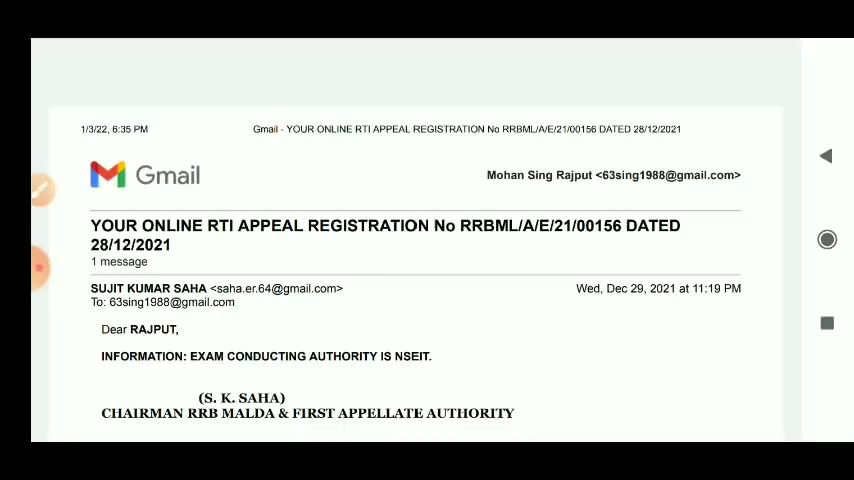 1/3/22, 6:35 PM Gmail - YOUR ONLINE RTI APPEAL REGISTRATION No RRBML/A/E/21/00156 DATED 28/12/2021
Gmail Mohan Sing Rajput <63sing1988@gmail.com>
YOUR ONLINE RTI APPEAL REGISTRATION No RRBML/A/E/21/00156 DATED
28/12/2021
1 message
SUJIT KUMAR SAHA <saha.er.64@gmail.com> Wed, Dec 29, 2021 at 11:19 PM
To: 63sing1988@gmail.com
Dear RAJPUT,
INFORMATION: EXAM CONDUCTING AUTHORITY IS NSEIT.
(S. K. SAHA)
CHAIRMAN RRB MALDA & FIRST APPELLATE AUTHORITY